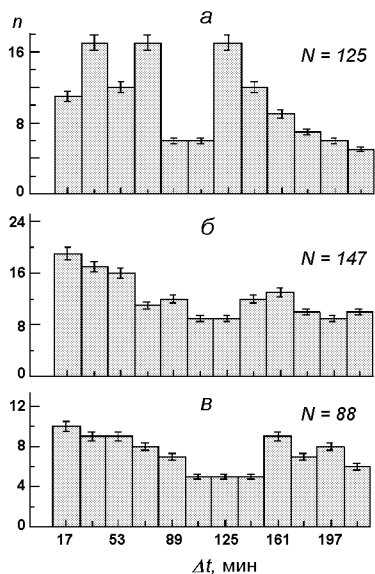 n а
16
N = 125
8
0
24
б
16
N = 147
8
0
12
в
N = 88
8
4
0
17 53 89 125 161 197
Δt, мин